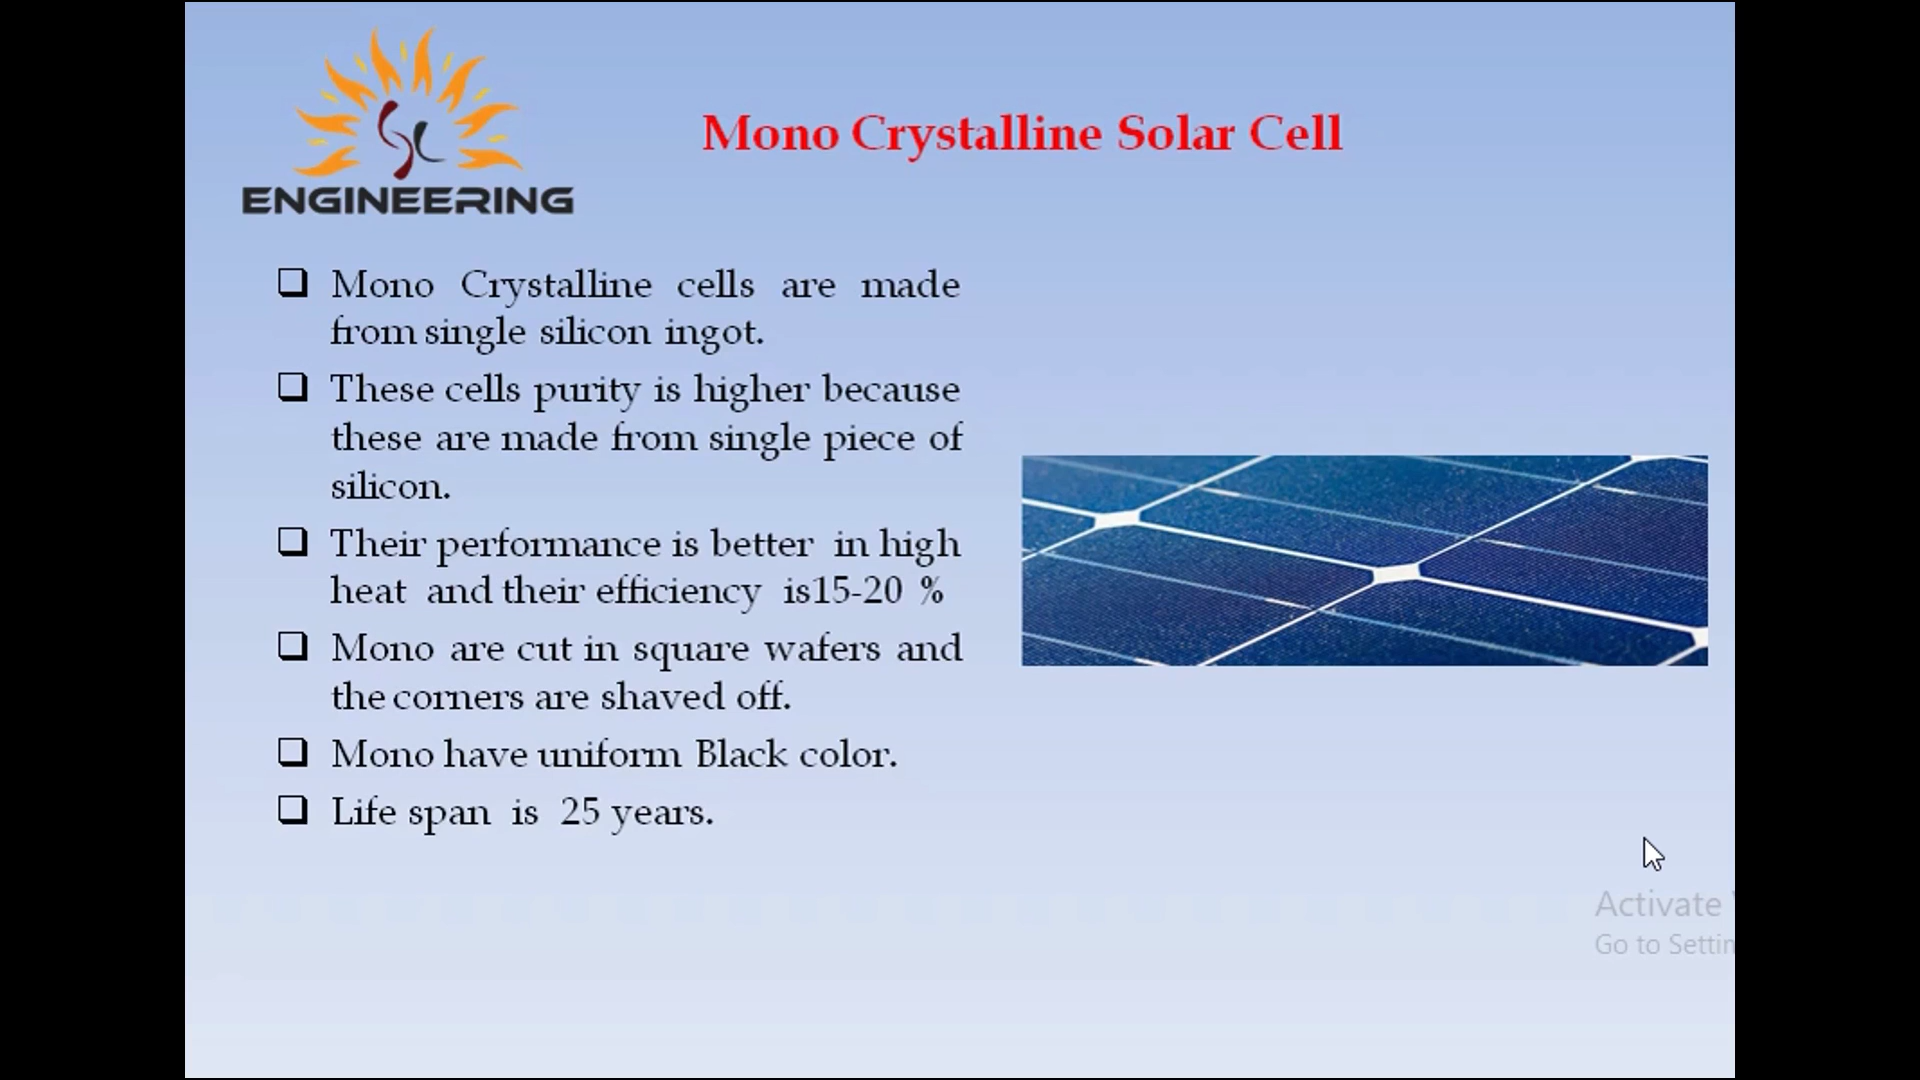 SC
ENGINEERING
Mono Crystalline Solar Cell
Mono Crystalline cells are made
from single silicon ingot.
These cells purity is higher because
these are made from single piece of
silicon.
Their performance is better in high
heat and their efficiency is15-20 %
Mono are cut in square wafers and
the corners are shaved off.
Mono have uniform Black color.
Life span is 25 years.
Activate
Go to Settin